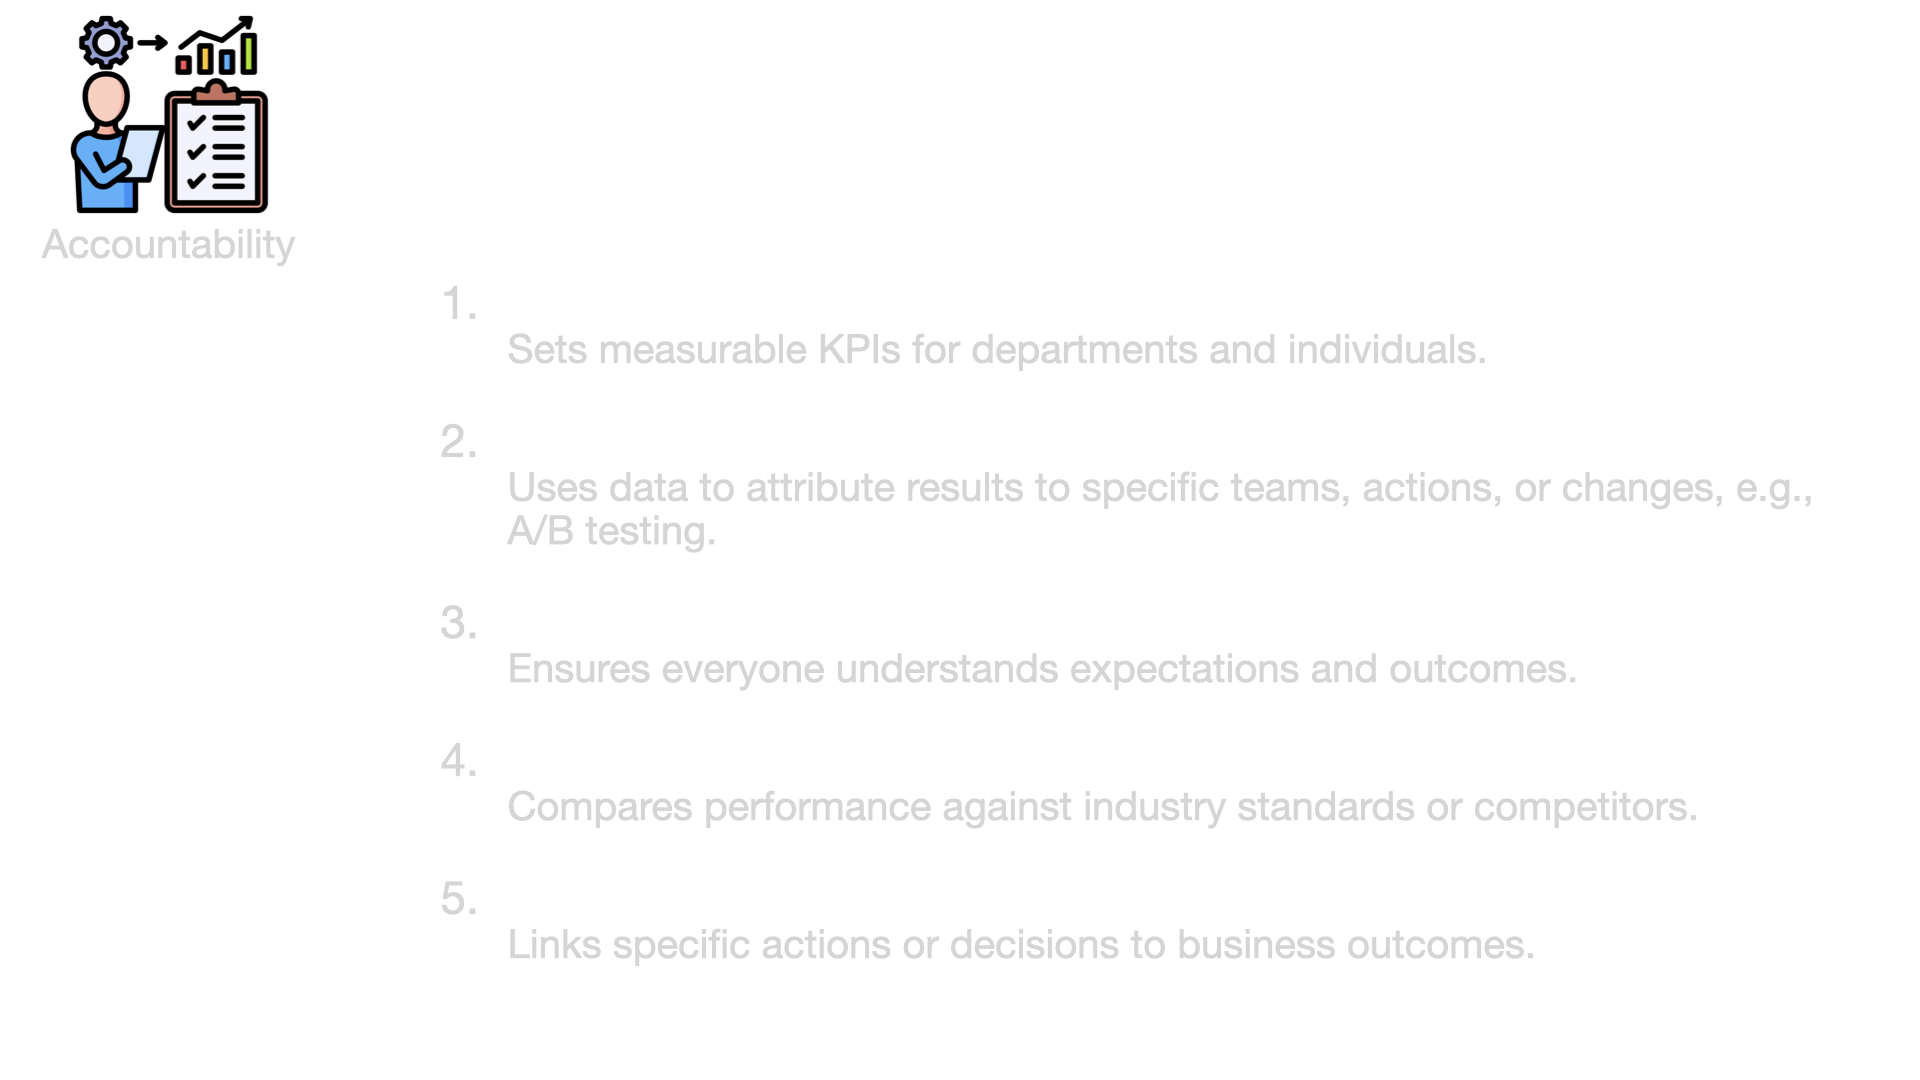 Accountability
1.
Sets measurable KPIs for departments and individuals.
2.
Uses data to attribute results to specific teams, actions, or changes, e.g.,
A/B testing.
3.
Ensures everyone understands expectations and outcomes.
4.
Compares performance against industry standards or competitors.
5.
Links specific actions or decisions to business outcomes.